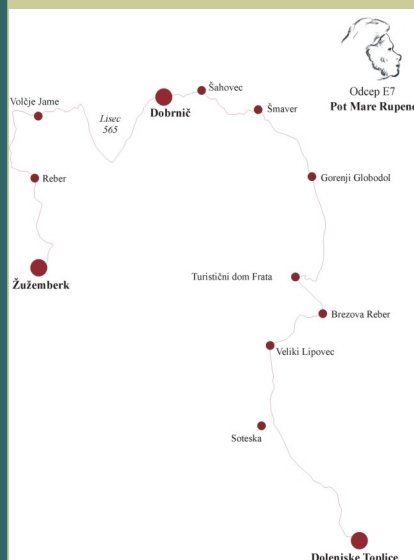 Odcep E7
Pot Mare Rupena
Volčje Jame
Lisec
565
Dobrnič
Šahovec
Šmaver
Reber
Gorenji Globodol
Žužemberk
Turistični dom Frata
Brezova Reber
Veliki Lipovec
Soteska
Dolenjske Toplice